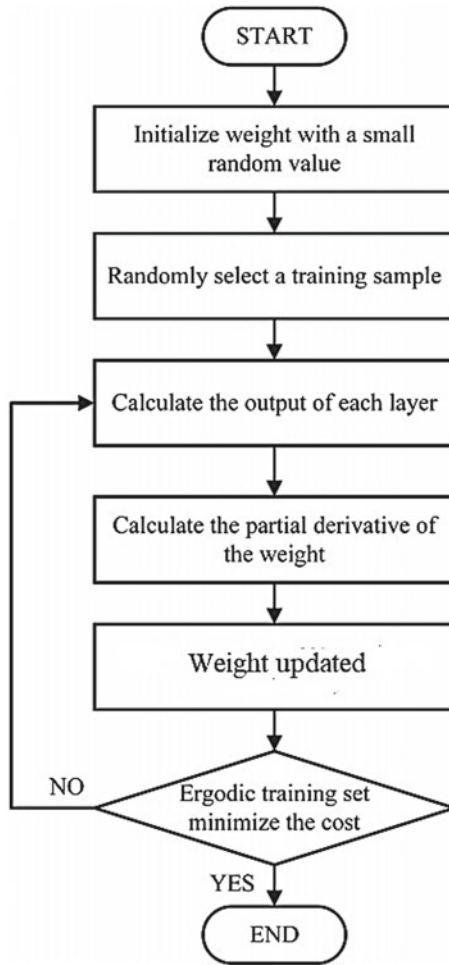 START
Initialize weight with a small
random value
Randomly select a training sample
Calculate the output of each layer
Calculate the partial derivative of
the weight
Weight updated
NO
Ergodic training set
minimize the cost
YES
END